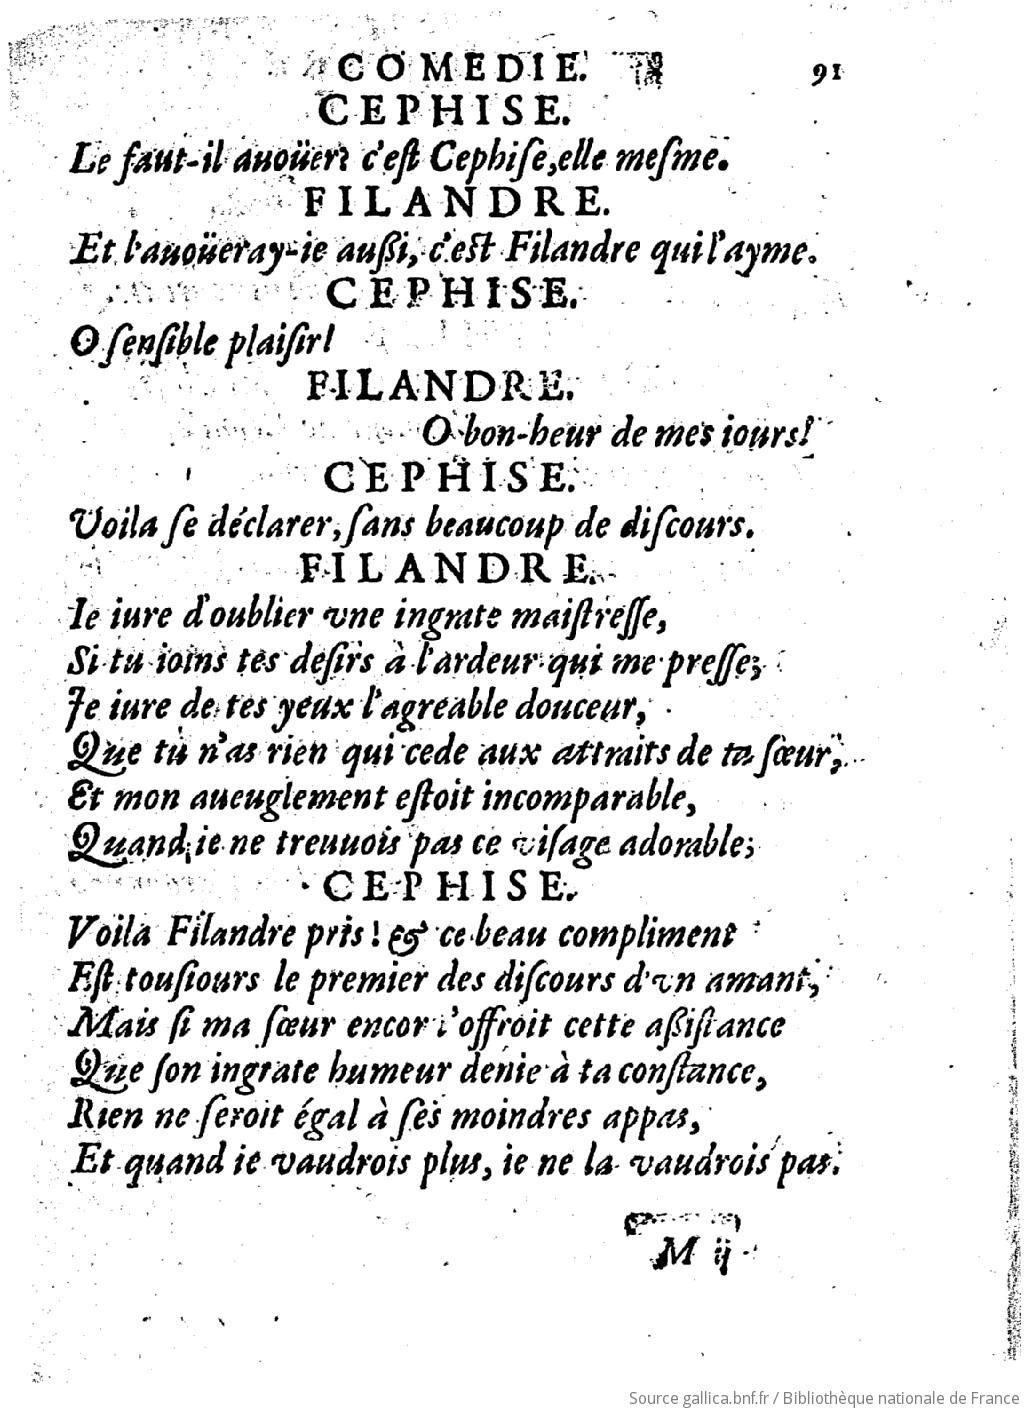 COMEDIE. 91
CEPHISE.
Le faut-il auoüer? c'eſt Cephiſe, elle meſme.
FILANDRE.
Et l'auoüeray-ie außi, c'eſt Filandre qui l'ayme.
CEPHISE.
O ſenſible plaiſir!
FILANDRE.
O bon-heur de mes iours!
CEPHISE.
Voila ſe déclarer, ſans beaucoup de diſcours.
FILANDRE.
Ie iure d'oublier vne ingrate maiſtreſſe,
Si tu ioins tes deſirs à l'ardeur qui me preſſe;
Je iure de tes yeux l'agreable douceur,
Que tu n'as rien qui cede aux attraits de ta ſœur,
Et mon aueuglement eſtoit incomparable,
Quand ie ne treuuois pas ce viſage adorable;
CEPHISE.
Voila Filandre pris! & ce beau compliment
Eſt touſiours le premier des diſcours d'vn amant,
Mais ſi ma ſœur encor t'offroit cette aßiſtance
Que ſon ingrate humeur denie à ta conſtance,
Rien ne ſeroit égal à ſes moindres appas,
Et quand ie vaudrois plus, ie ne la vaudrois pas.
M ij
Source gallica.bnf.fr / Bibliothèque nationale de France